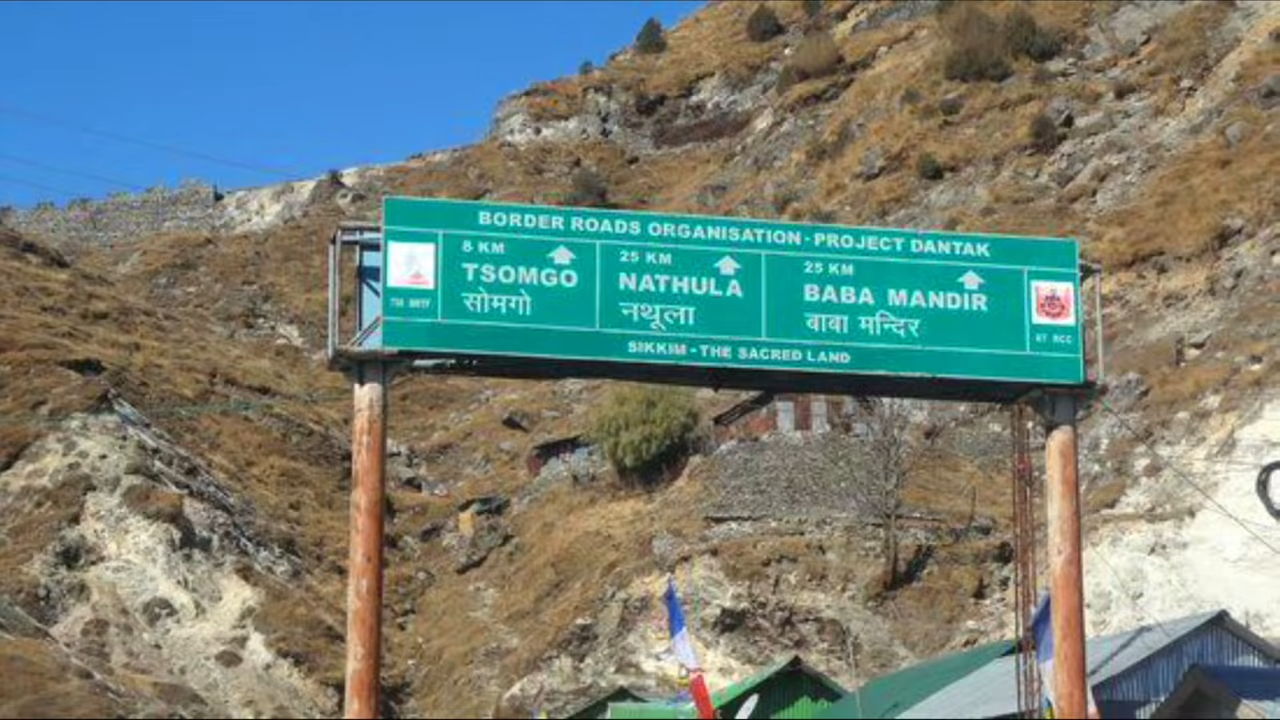 BORDER ROADS ORGANISATION - PROJECT DANTAK
8 KM
TSOMGO
सोमगो
25 KM
NATHULA
नथूला
25 KM
BABA MANDIR
बाबा मन्दिर
SIKKIM - THE SACRED LAND